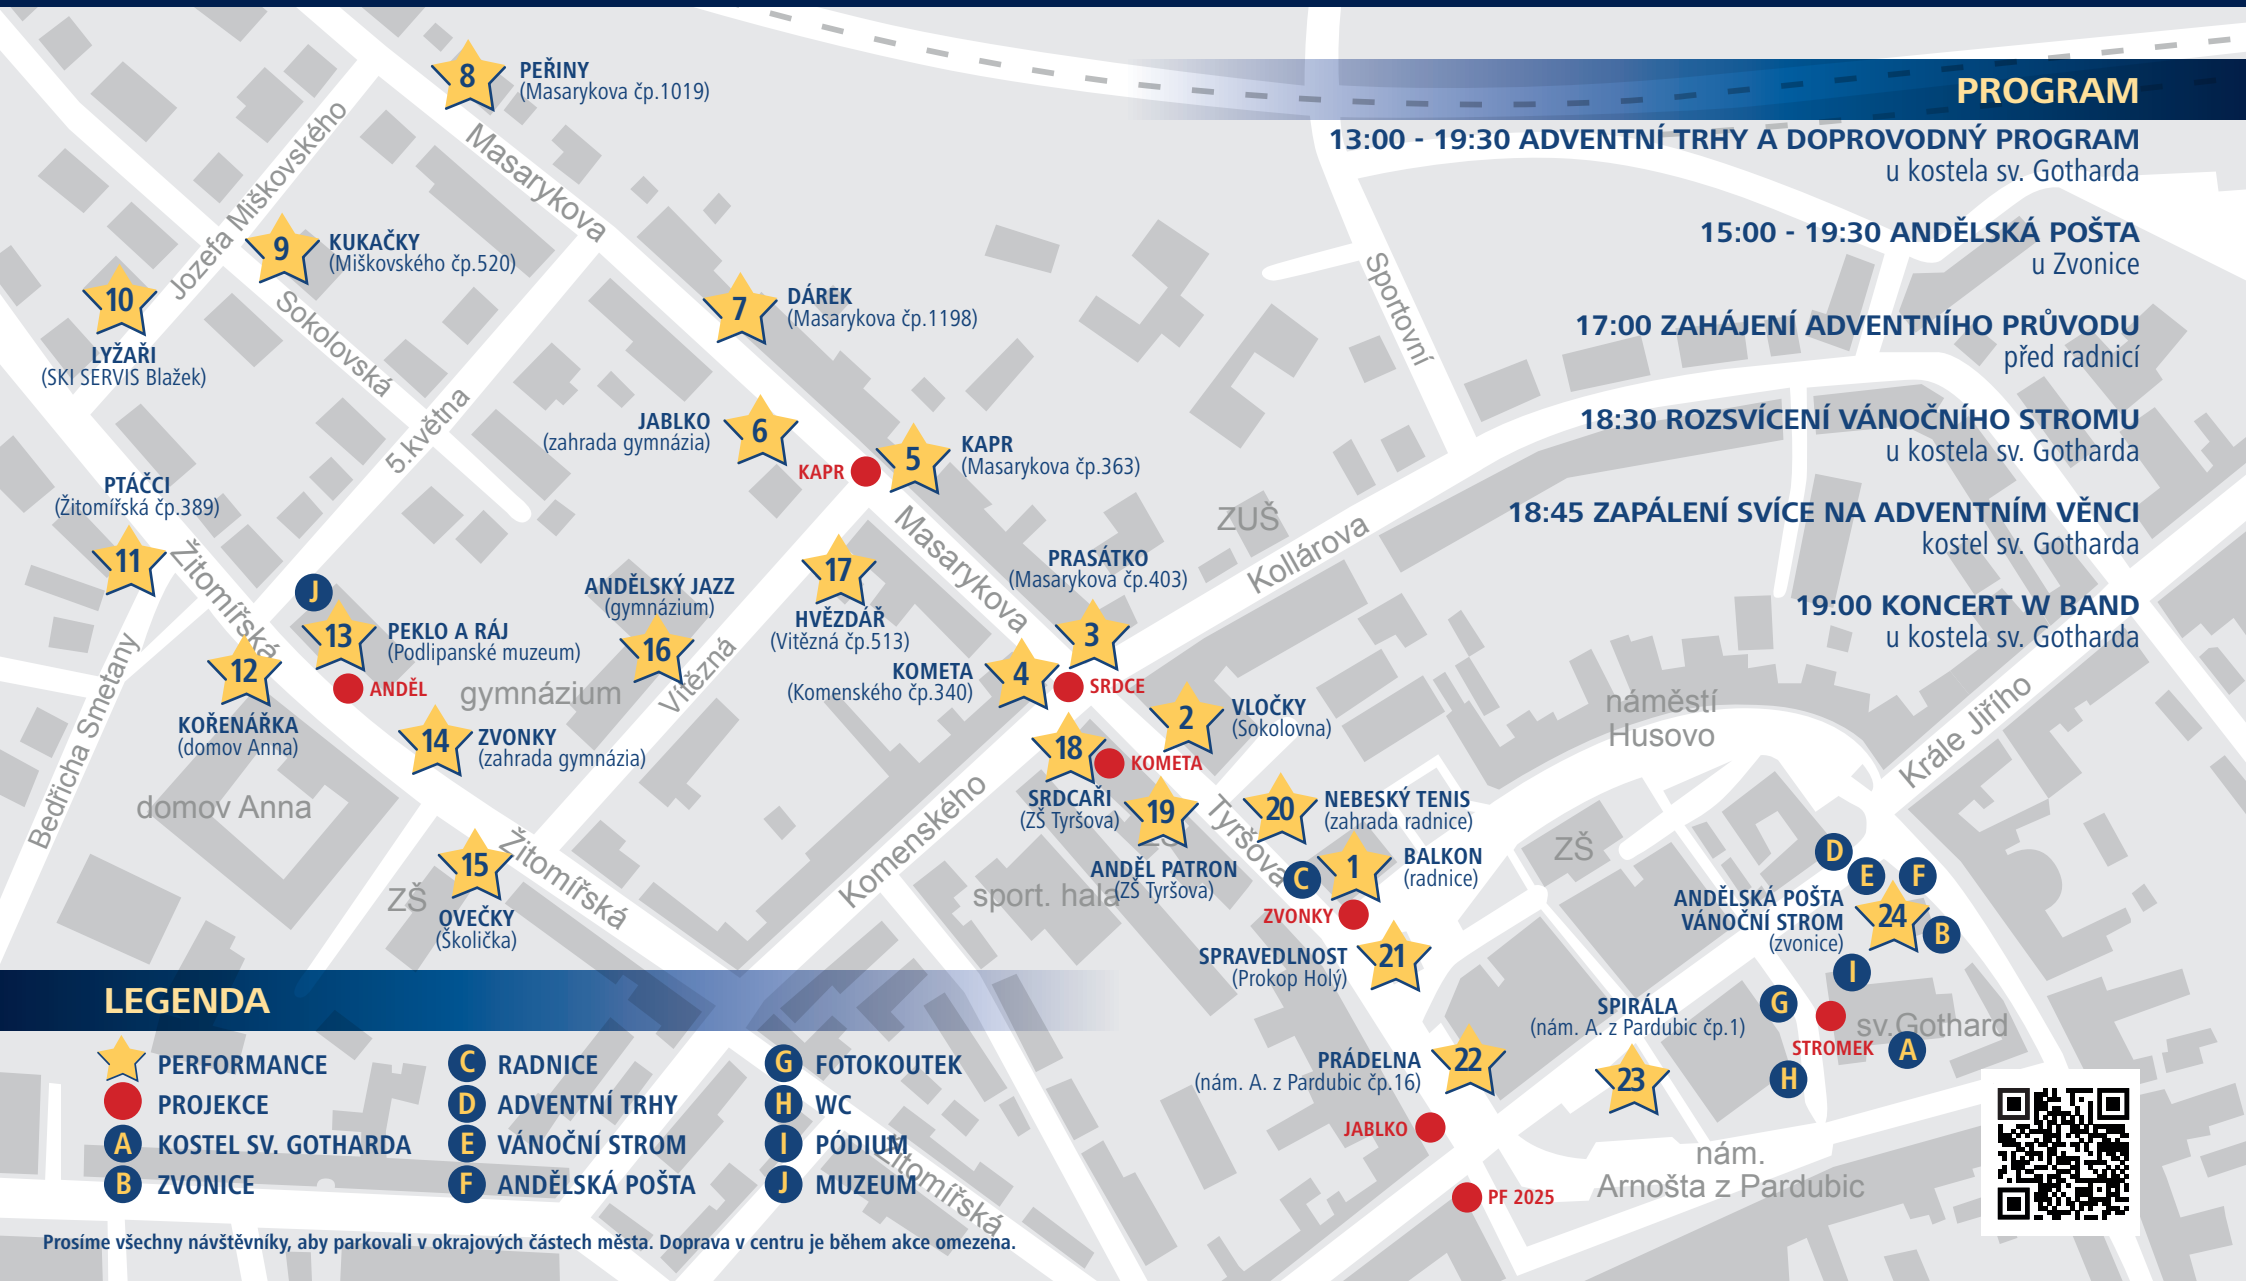 PROGRAM
13:00 - 19:30 ADVENTNÍ TRHY A DOPROVODNÝ PROGRAM
u kostela sv. Gotharda
15:00 - 19:30 ANDĚLSKÁ POŠTA
u Zvonice
17:00 ZAHÁJENÍ ADVENTNÍHO PRŮVODU
před radnicí
18:30 ROZSVÍCENÍ VÁNOČNÍHO STROMU
u kostela sv. Gotharda
18:45 ZAPÁLENÍ SVÍCE NA ADVENTNÍM VĚNCI
kostel sv. Gotharda
19:00 KONCERT W BAND
u kostela sv. Gotharda
8
PEŘINY
(Masarykova čp.1019)
Masarykova
Jozefa Miškovského
9
KUKAČKY
(Miškovského čp.520)
10
LYŽAŘI
(SKI SERVIS Blažek)
Sokolovská
7
DÁREK
(Masarykova čp.1198)
Sportovní
5.května
JABLKO
(zahrada gymnázia)
6
KAPR
5
KAPR
(Masarykova čp.363)
PTÁČCI
(Žitomířská čp.389)
11
Žitomířská
Masarykova
ZUŠ
Kollárova
J
13
PEKLO A RÁJ
(Podlipanské muzeum)
ANDĚL
12
KOŘENÁŘKA
(domov Anna)
Bedřicha Smetany
domov Anna
gymnázium
14
ZVONKY
(zahrada gymnázia)
ANDĚLSKÝ JAZZ
(gymnázium)
16
Vítězná
17
HVĚZDÁŘ
(Vitězná čp.513)
PRASÁTKO
(Masarykova čp.403)
3
KOMETA
(Komenského čp.340)
4
SRDCE
2
VLOČKY
(Sokolovna)
18
KOMETA
SRDCAŘI
(ZŠ Tyršova)
19
ANDĚL PATRON
(ZŠ Tyršova)
Tyršova
20
NEBESKÝ TENIS
(zahrada radnice)
C
1
BALKON
(radnice)
ZVONKY
náměstí
Husovo
ZŠ
Krále Jiřího
Komenského
sport. hala
15
OVEČKY
(Školička)
ZŠ
Žitomířská
SPRAVEDLNOST
(Prokop Holý)
21
PRÁDELNA
(nám. A. z Pardubic čp.16)
22
SPIRÁLA
(nám. A. z Pardubic čp.1)
23
JABLKO
PF 2025
nám.
Arnošta z Pardubic
D
E
F
ANDĚLSKÁ POŠTA
VÁNOČNÍ STROM
(zvonice)
24
B
I
G
STROMEK
sv.Gothard
A
H
LEGENDA
PERFORMANCE
PROJEKCE
A KOSTEL SV. GOTHARDA
B ZVONICE
C RADNICE
D ADVENTNÍ TRHY
E VÁNOČNÍ STROM
F ANDĚLSKÁ POŠTA
G FOTOKOUTEK
H WC
I PÓDIUM
J MUZEUM
Žitomířská
Prosíme všechny návštěvníky, aby parkovali v okrajových částech města. Doprava v centru je během akce omezena.